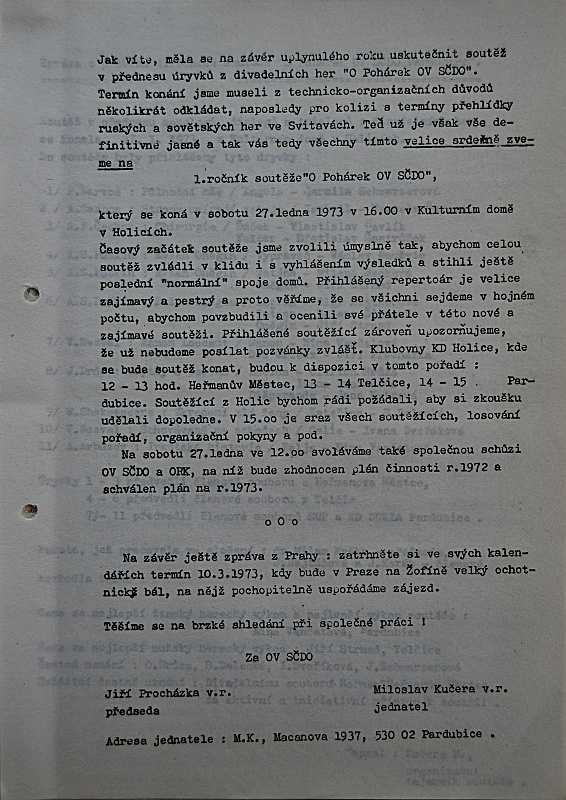 Jak víte, měla se na závěr uplynulého roku uskutečnit soutěž
v přednesu úryvků z divadelních her "O Pohárek OV SČDO".
Termín konání jsme museli z technicko-organizačních důvodů
několikrát odkládat, naposledy pro kolizi s termíny přehlídky
ruských a sovětských her ve Svitavách. Teď už je však vše de-
finitivně jasné a tak vás tedy všechny tímto velice srdečně zve-
me na
1.ročník soutěže"O Pohárek OV SČDO",
který se koná v sobotu 27.ledna 1973 v 16.oo v Kulturním domě
v Holicích.
Časový začátek soutěže jsme zvolili úmyslně tak, abychom celou
soutěž zvládli v klidu i s vyhlášením výsledků a stihli ještě
poslední "normální" spoje domů. Přihlášený repertoár je velice
zajímavý a pestrý a proto věříme, že se všichni sejdeme v hojném
počtu, abychom povzbudili a ocenili své přátele v této nové a
zajímavé soutěži. Přihlášené soutěžící zároveň upozorňujeme,
že už nebudeme posílat pozvánky zvlášť. Klubovny KD Holice, kde
se bude soutěž konat, budou k dispozici v tomto pořadí :
12 - 13 hod. Heřmanův Městec, 13 - 14 Telčice, 14 - 15 . Par-
dubice. Soutěžící z Holic bychom rádi požádali, aby si zkoušku
udělali dopoledne. V 15.oo je sraz všech soutěžících, losování
pořadí, organizační pokyny a pod.
Na sobotu 27.ledna ve 12.oo svoláváme také společnou schůzi
OV SČDO a ORK, na níž bude zhodnocen plán činnosti r.1972 a
schválen plán na r.1973.
o O o
Na závěr ještě zpráva z Prahy : zatrhněte si ve svých kalen-
dářích termín 10.3.1973, kdy bude v Praze na Žofíně velký ochot-
nický bál, na nějž pochopitelně uspořádáme zájezd.
Těšíme se na brzké shledání při společné práci !
Za OV SČDO
Jiří Procházka v.r.
předseda
Miloslav Kučera v.r.
jednatel
Adresa jednatele : M.K., Macanova 1937, 530 02 Pardubice .